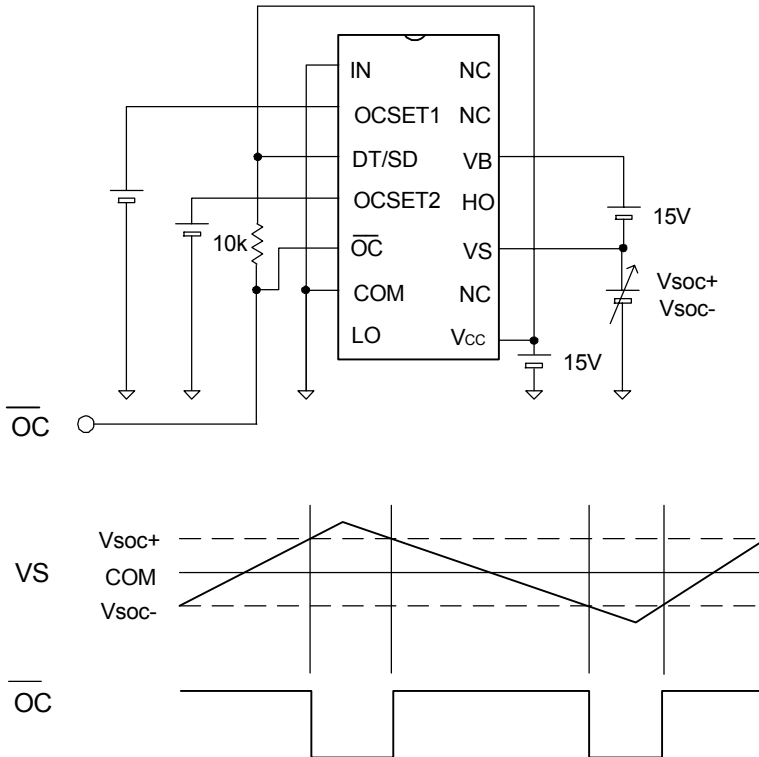 IN NC
OCSET1 NC
DT/SD VB
OCSET2 HO
10k OC VS
15V
COM NC
Vsoc+
Vsoc-
LO VCC
15V
OC
Vsoc+
VS COM
Vsoc-
OC